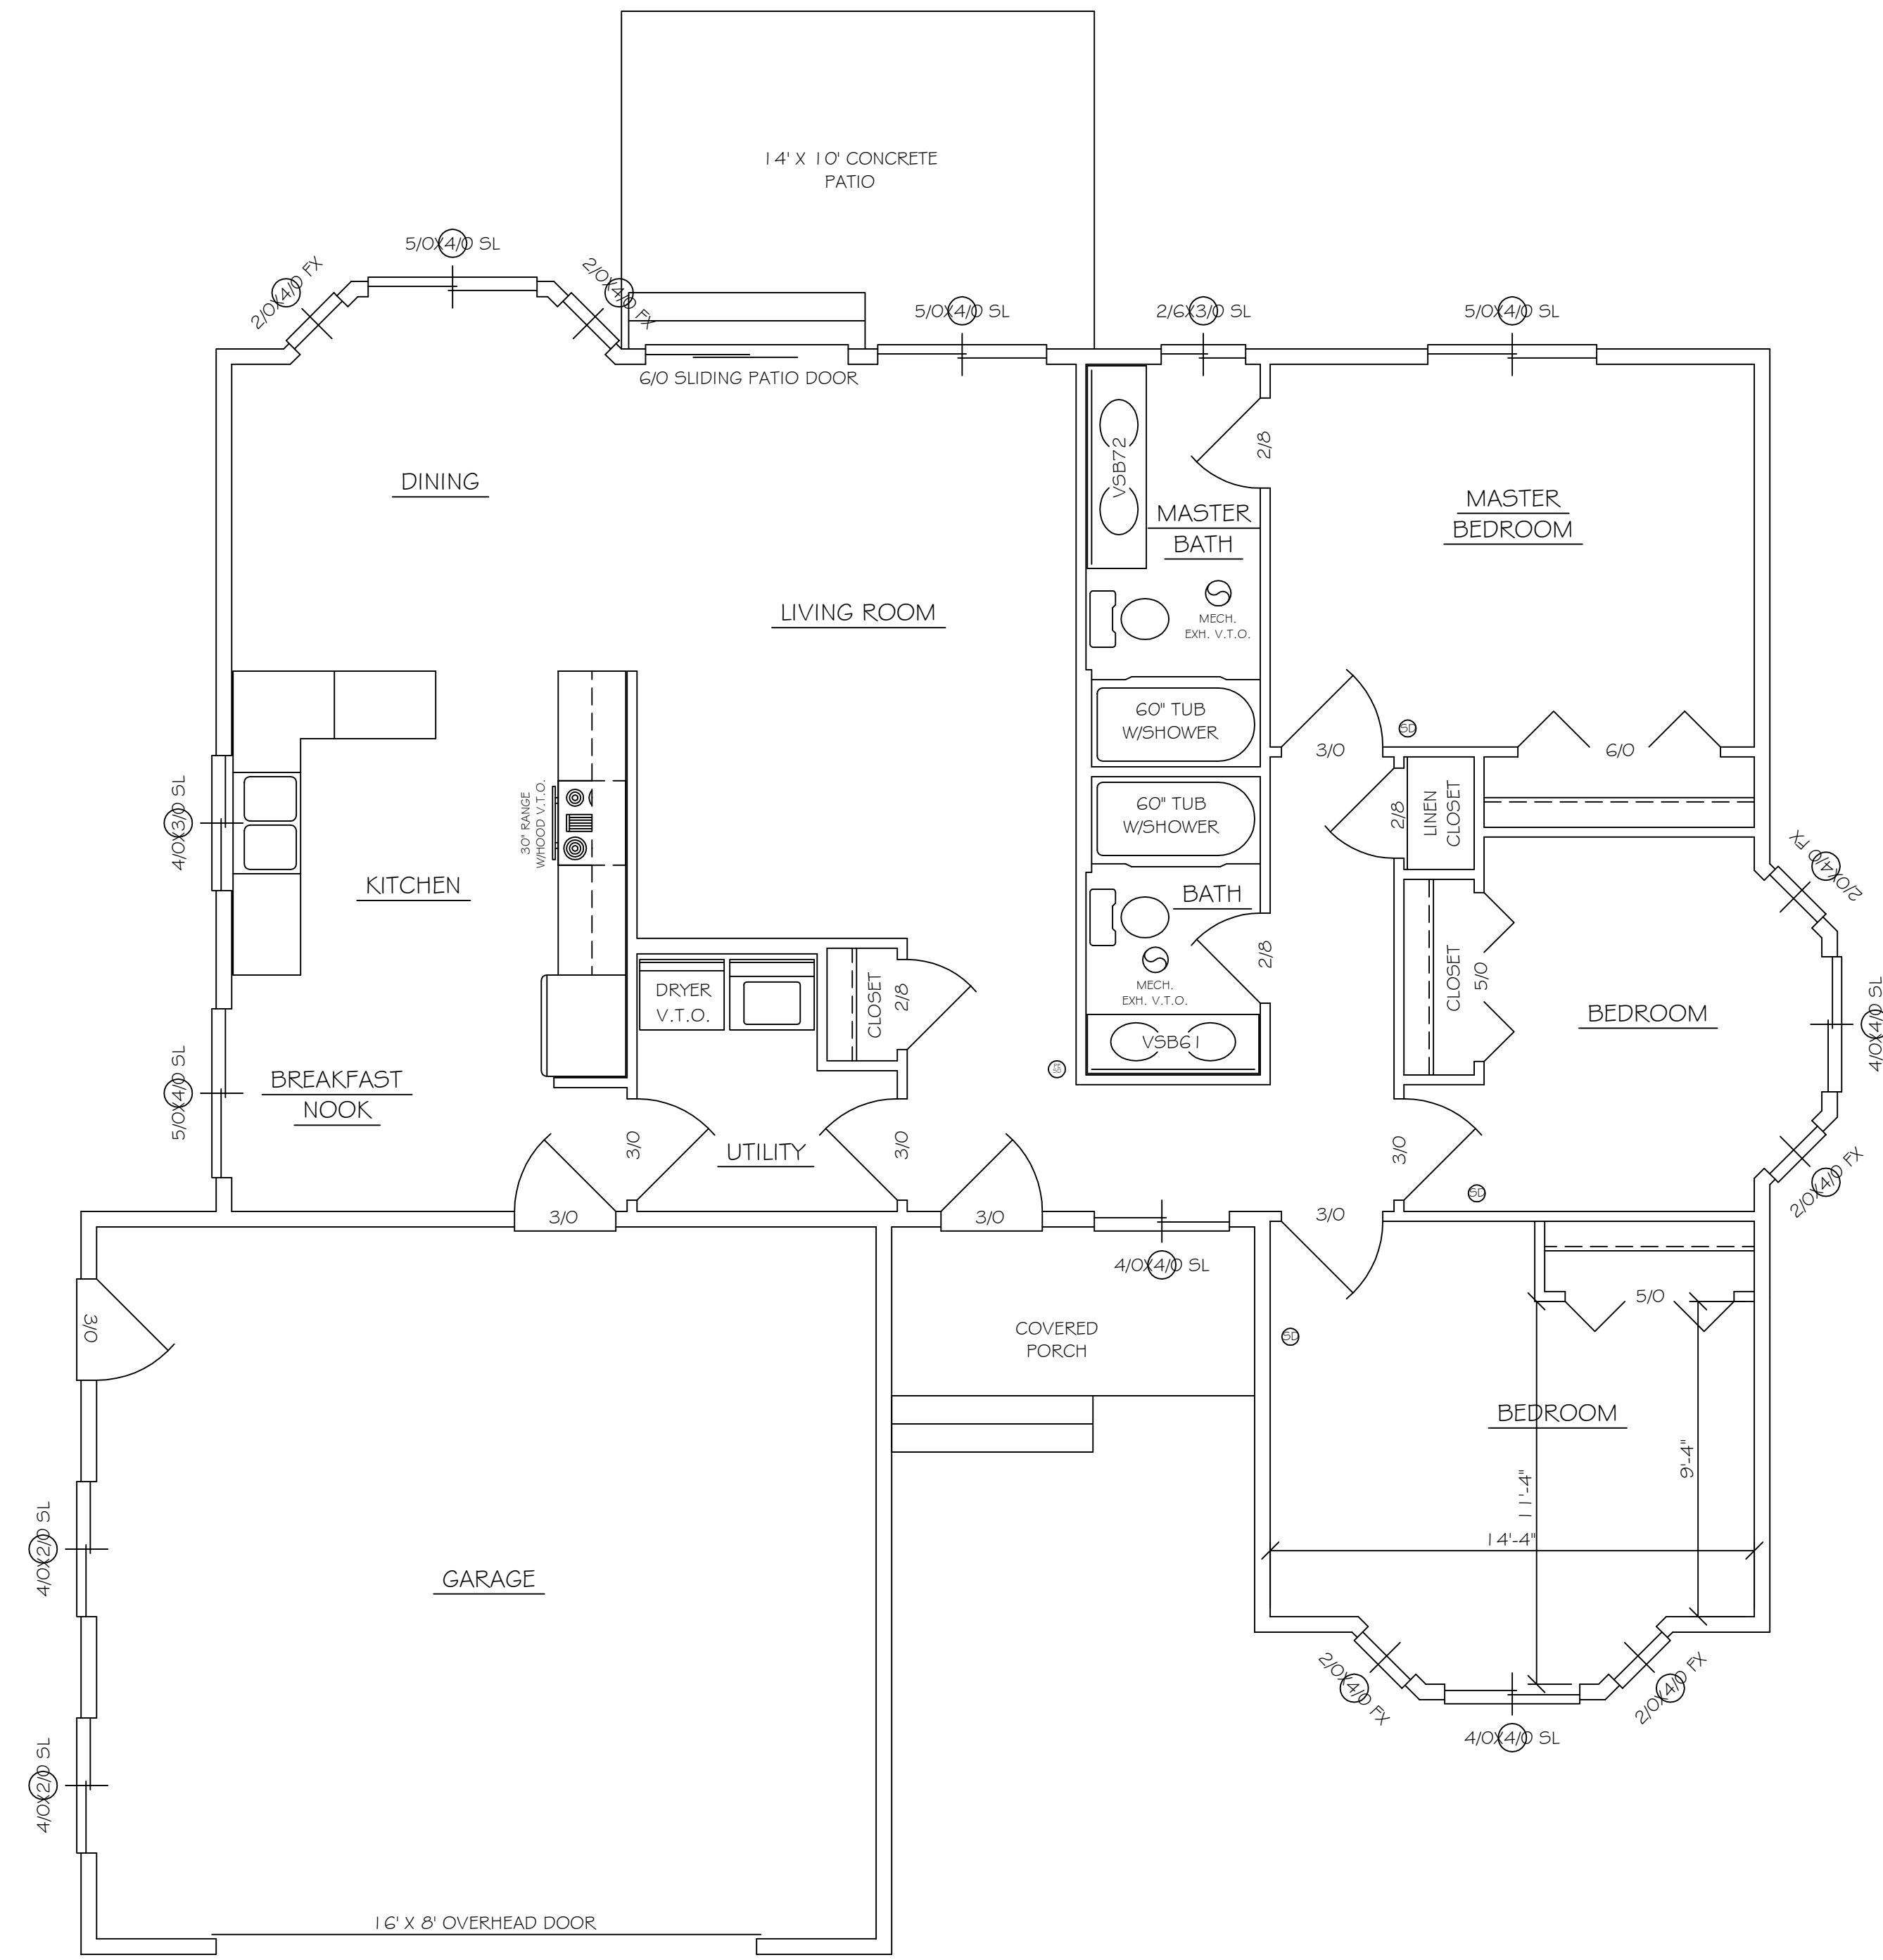 14' X 10' CONCRETE
PATIO
5/0X4/0 SL
2/0X4/0 FX
2/0X4/0 FX
5/0X4/0 SL
2/6X3/0 SL
5/0X4/0 SL
6/0 SLIDING PATIO DOOR
DINING
VSB72
2/8
MASTER
BATH
MASTER
BEDROOM
LIVING ROOM
MECH.
EXH. V.T.O.
60" TUB
W/SHOWER
3/0
SD
6/0
4/0X3/0 SL
30" RANGE
W/HOOD V.T.O.
60" TUB
W/SHOWER
2/8
LINEN
CLOSET
2/0X4/0 FX
KITCHEN
BATH
2/8
CLOSET
5/0
DRYER
V.T.O.
CLOSET
2/8
MECH.
EXH. V.T.O.
BEDROOM
4/0X4/0 SL
VSB61
5/0X4/0 SL
BREAKFAST
NOOK
3/0
UTILITY
3/0
3/0
SD
2/0X4/0 FX
3/0
3/0
3/0
4/0X4/0 SL
3/0
5/0
COVERED
PORCH
SD
BEDROOM
11'-4"
9'-4"
14'-4"
4/0X2/0 SL
GARAGE
2/0X4/0 FX
2/0X4/0 FX
4/0X4/0 SL
4/0X2/0 SL
16' X 8' OVERHEAD DOOR